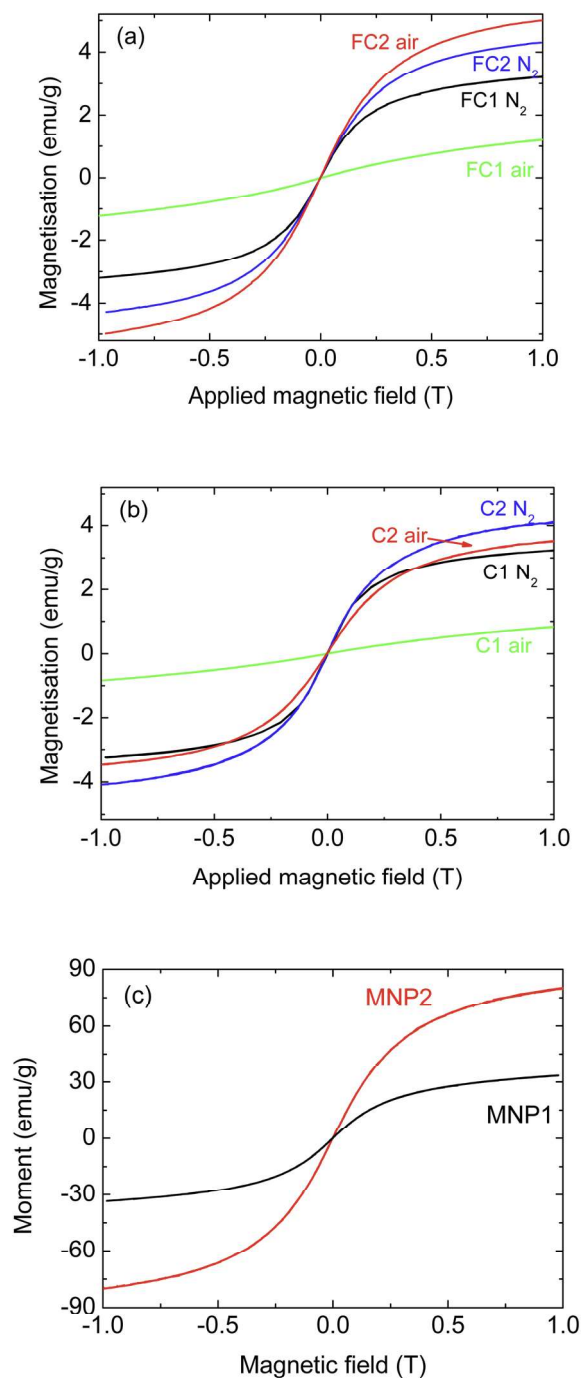 (a)
FC2 air
FC2 N₂
FC1 N₂
FC1 air
Magnetisation (emu/g)
4
2
0
-2
-4
-1.0 -0.5 0.0 0.5 1.0
Applied magnetic field (T)
(b)
C2 N₂
C2 air
C1 N₂
C1 air
Magnetisation (emu/g)
4
2
0
-2
-4
-1.0 -0.5 0.0 0.5 1.0
Applied magnetic field (T)
(c)
MNP2
MNP1
Moment (emu/g)
90
60
30
0
-30
-60
-90
-1.0 -0.5 0.0 0.5 1.0
Magnetic field (T)